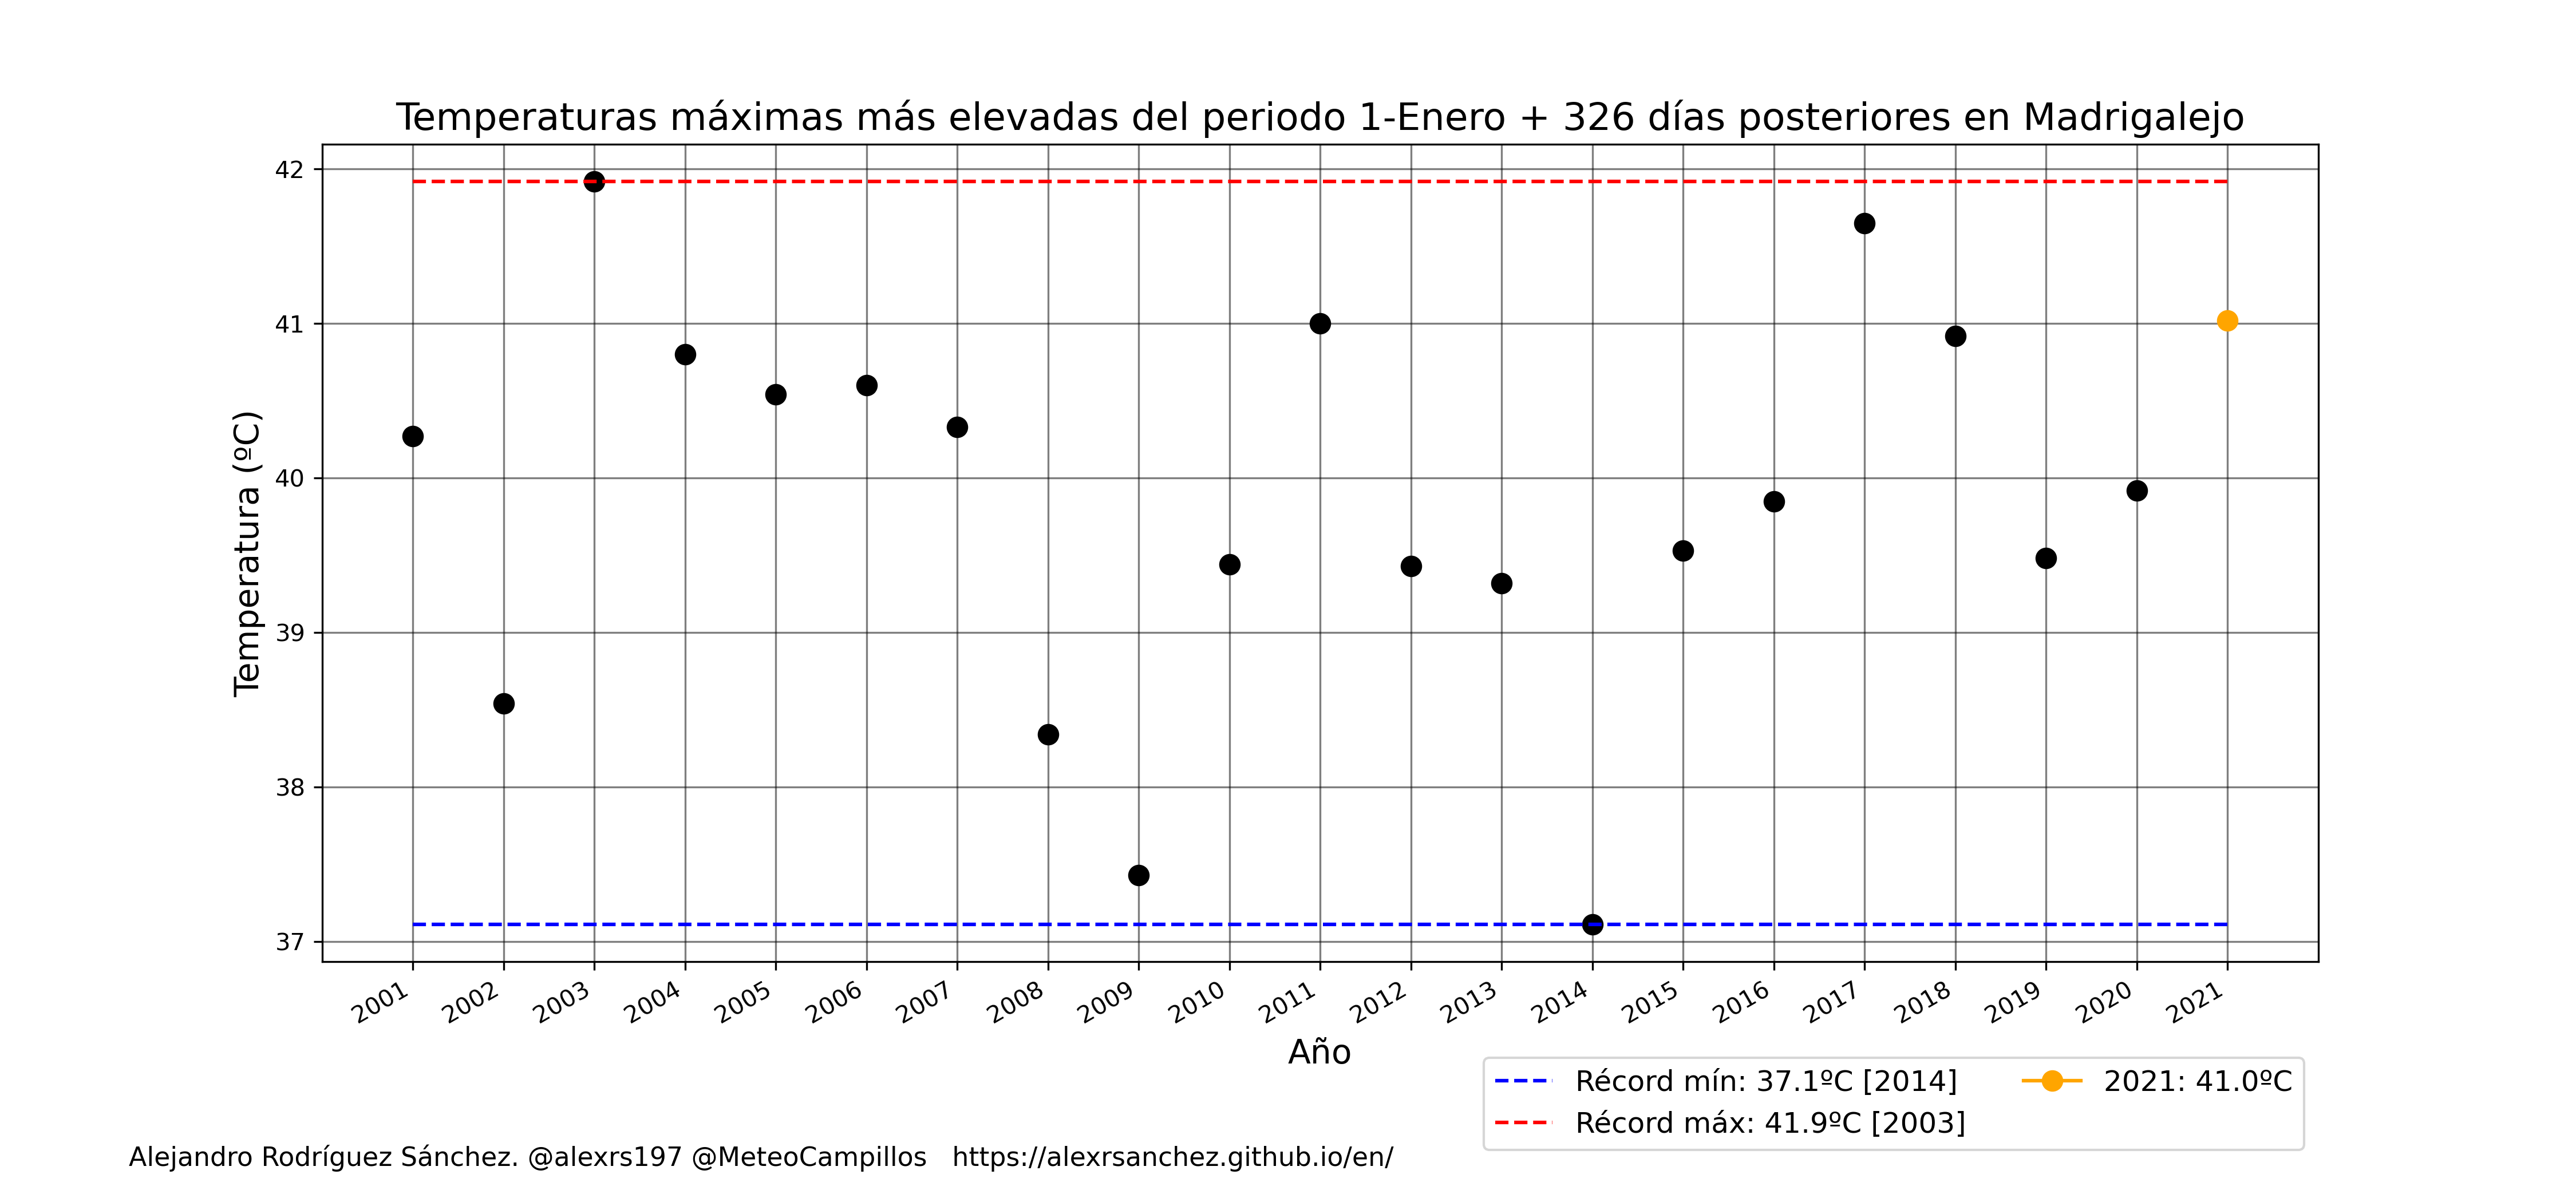 Temperaturas máximas más elevadas del periodo 1-Enero + 326 días posteriores en Madrigalejo
Temperatura (ºC)
42
41
40
39
38
37
2001 2002 2003 2004 2005 2006 2007 2008 2009 2010 2011 2012 2013 2014 2015 2016 2017 2018 2019 2020 2021
Año
Récord mín: 37.1ºC [2014]
Récord máx: 41.9ºC [2003]
2021: 41.0ºC
Alejandro Rodríguez Sánchez. @alexrs197 @MeteoCampillos https://alexrsanchez.github.io/en/